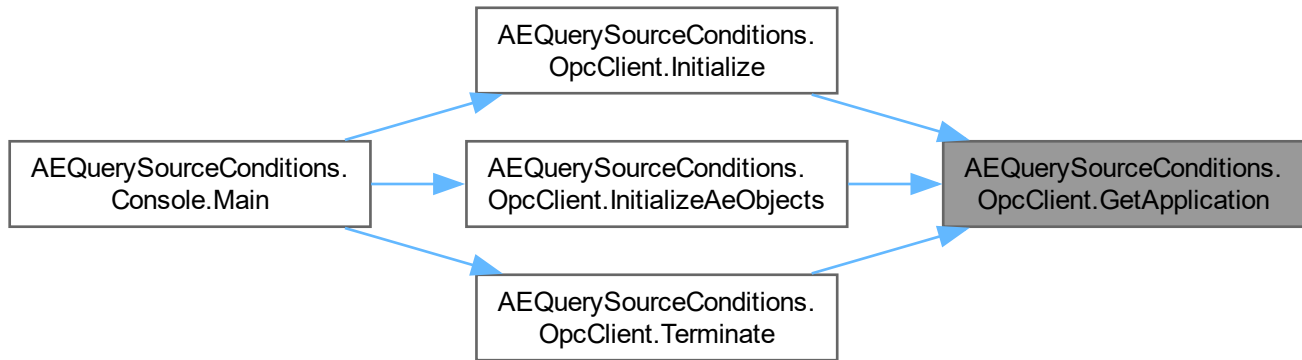 AEQuerySourceConditions.
OpcClient.Initialize
AEQuerySourceConditions.
Console.Main
AEQuerySourceConditions.
OpcClient.InitializeAeObjects
AEQuerySourceConditions.
OpcClient.GetApplication
AEQuerySourceConditions.
OpcClient.Terminate